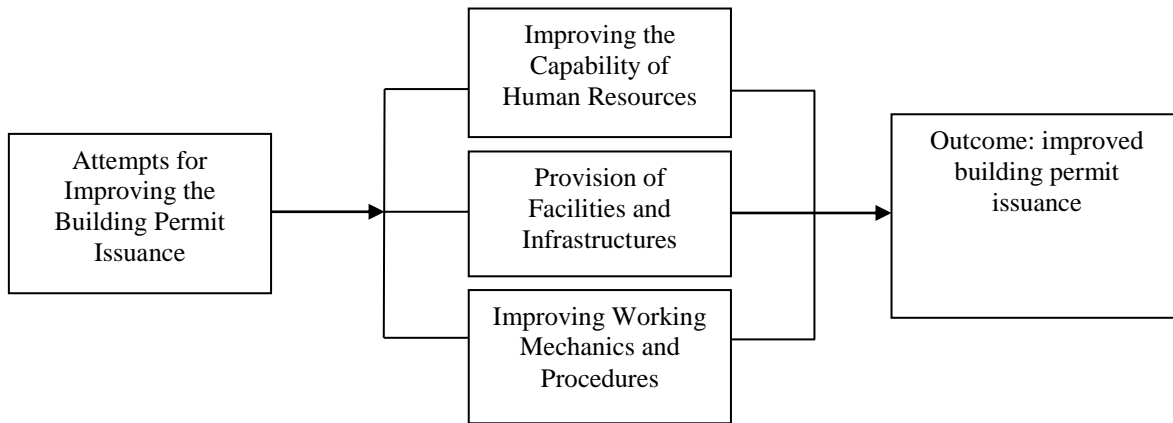 Attempts for
Improving the
Building Permit
Issuance
Improving the
Capability of
Human Resources
Provision of
Facilities and
Infrastructures
Improving Working
Mechanics and
Procedures
Outcome: improved
building permit
issuance